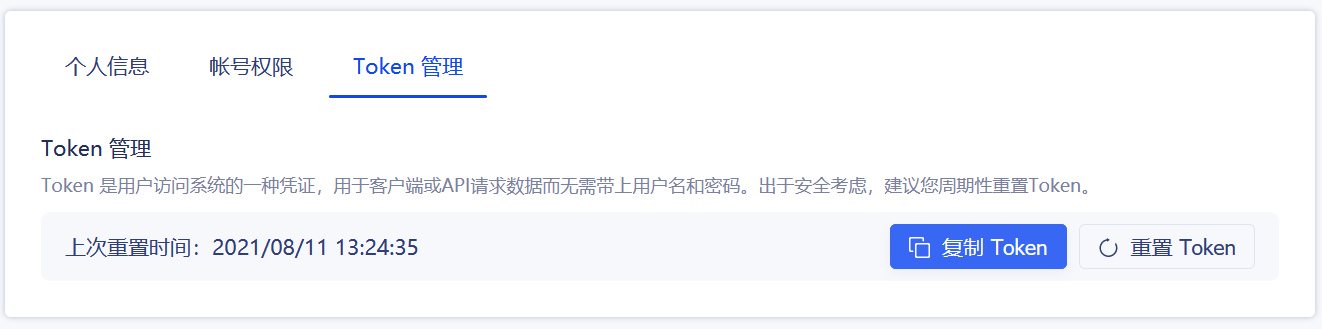 个人信息 帐号权限 Token 管理
Token 管理
Token 是用户访问系统的一种凭证，用于客户端或API请求数据而无需带上用户名和密码。出于安全考虑，建议您周期性重置Token。
上次重置时间：2021/08/11 13:24:35 复制 Token 重置 Token